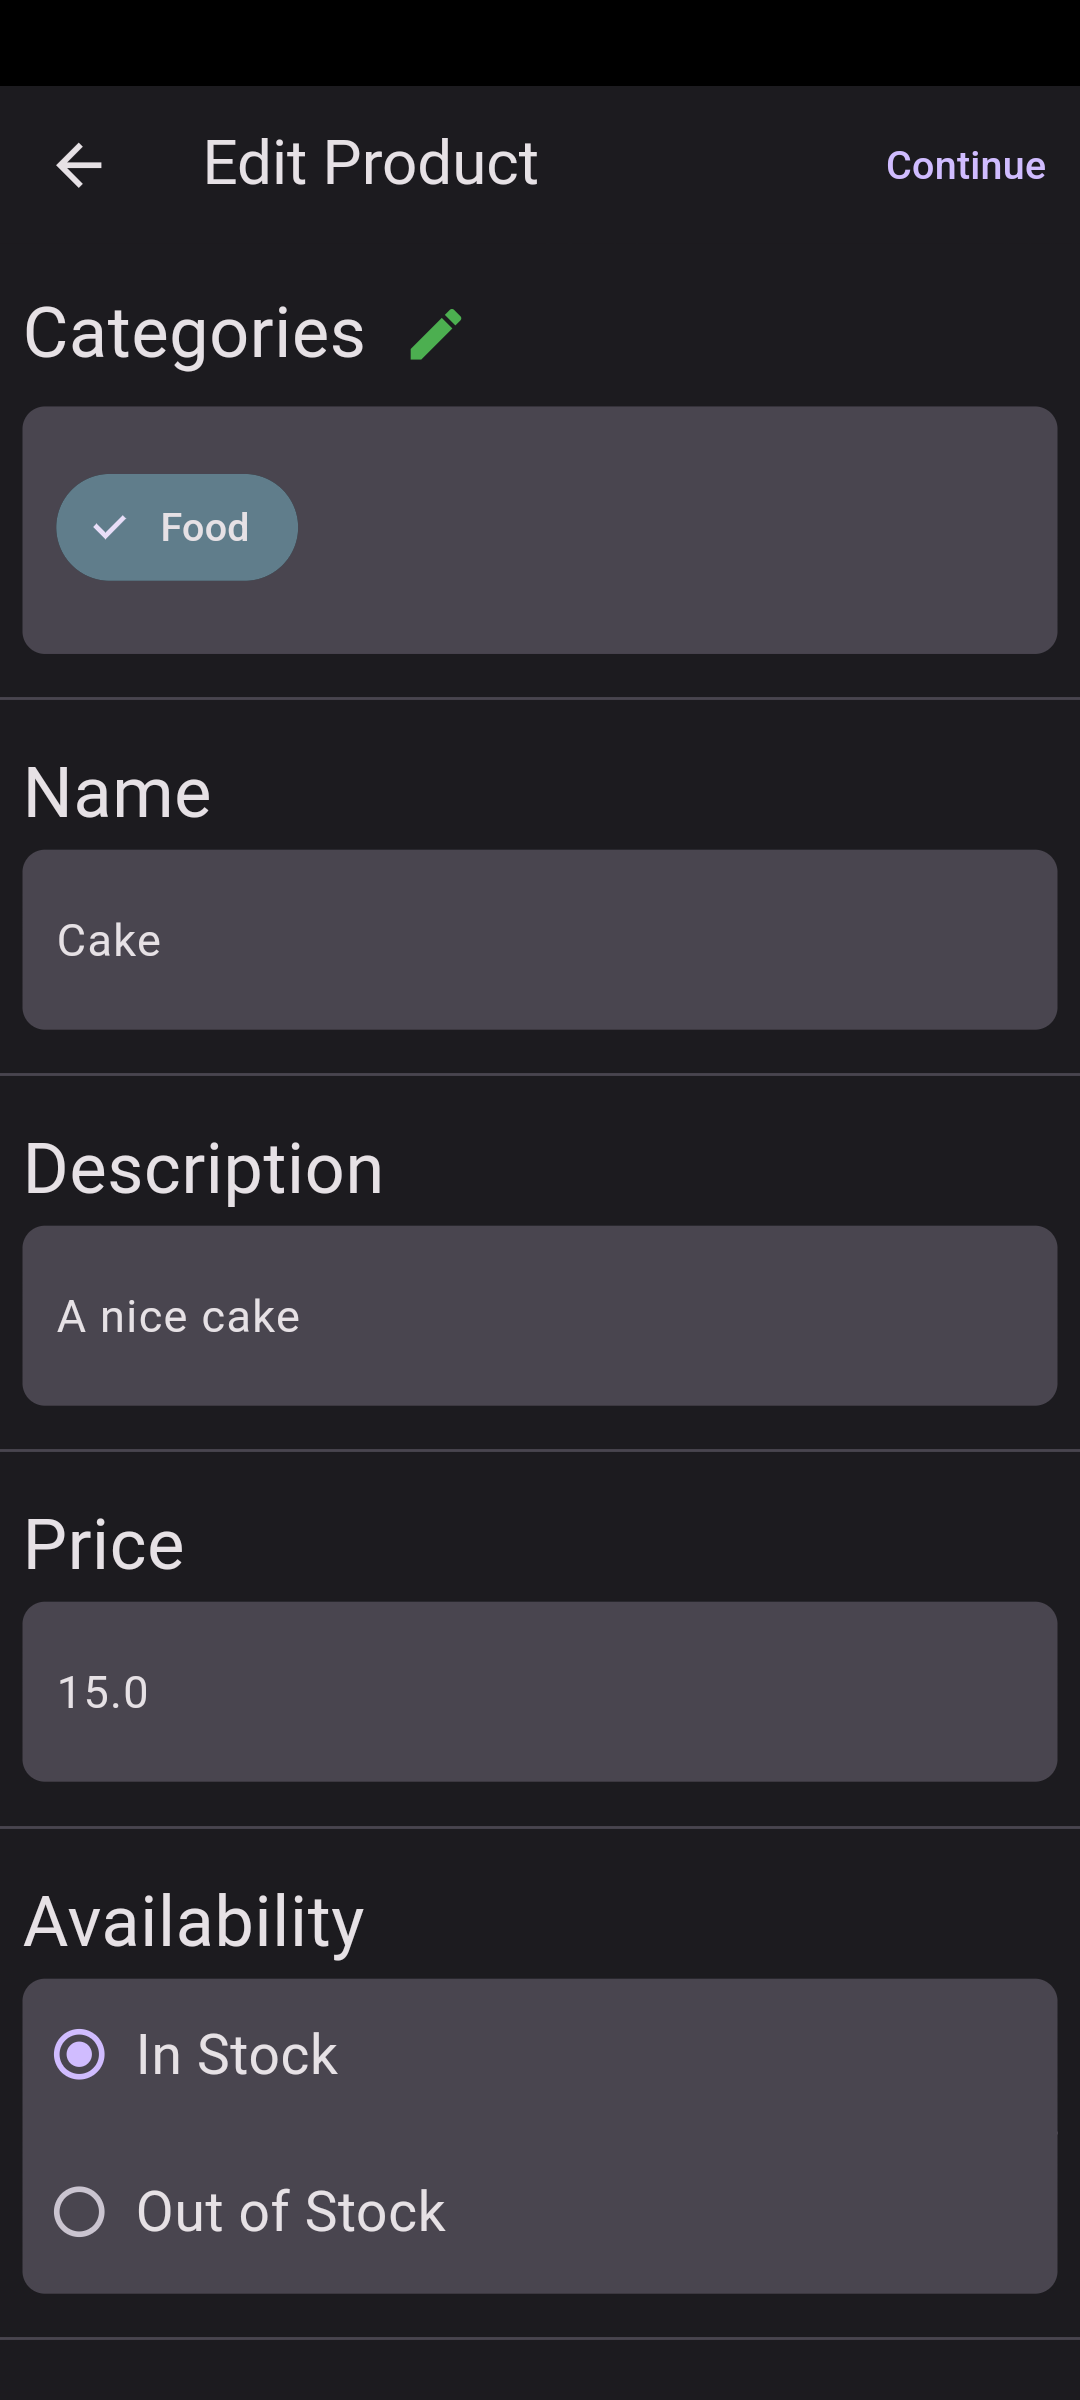 Edit Product
Continue
Categories
Food
Name
Cake
Description
A nice cake
Price
15.0
Availability
In Stock
Out of Stock